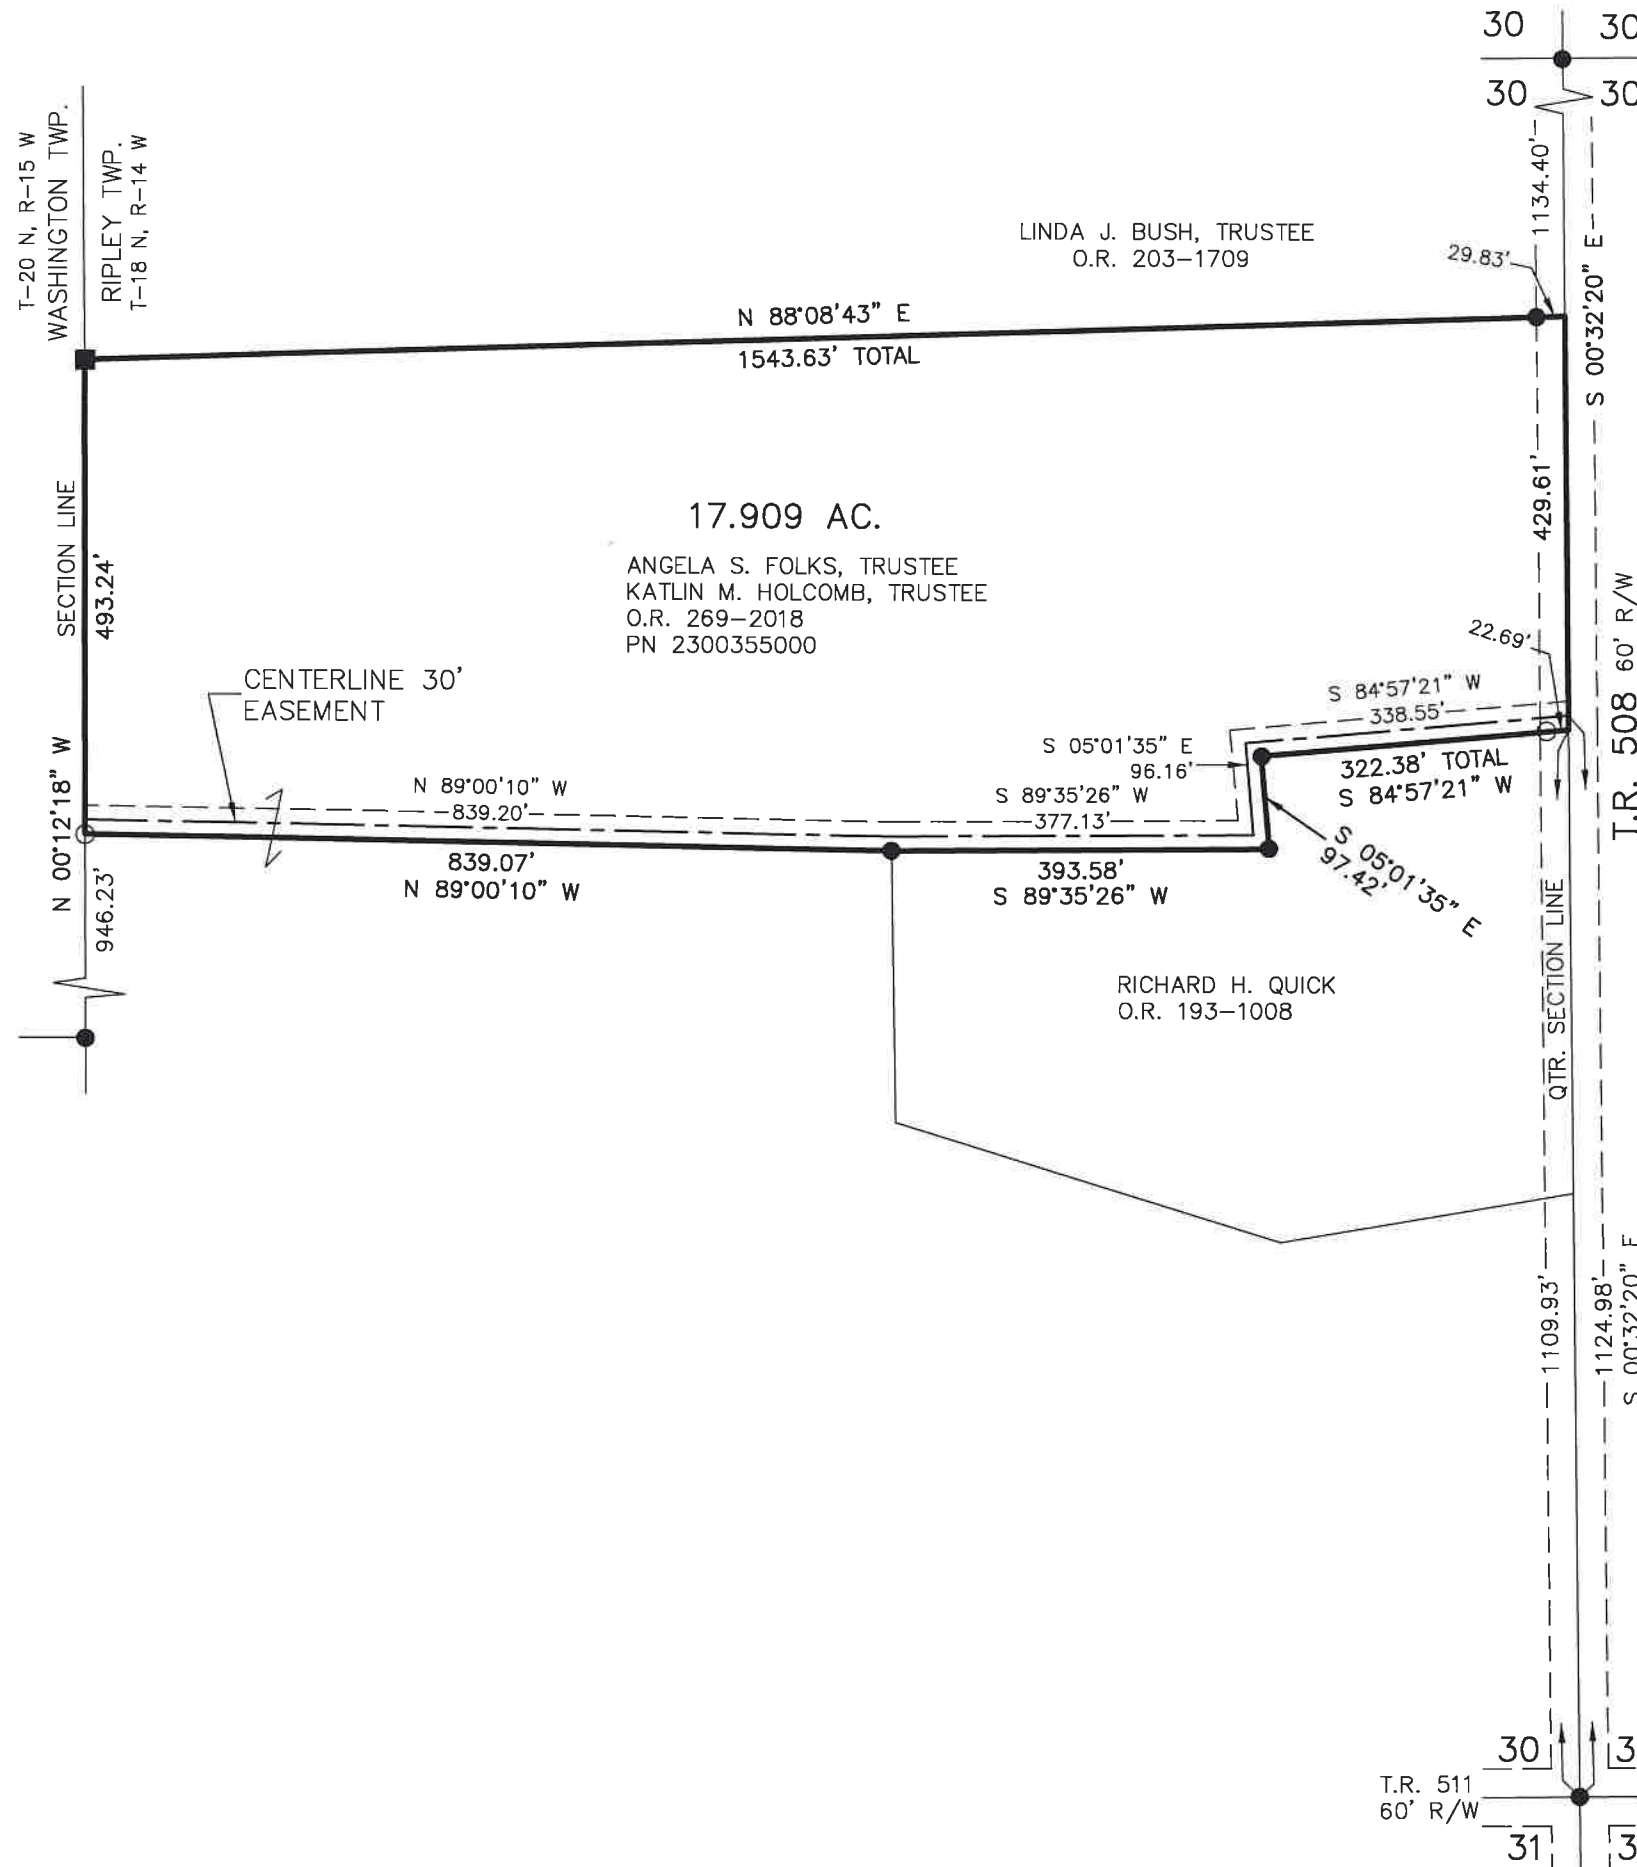 30 30
30 30
T-20 N, R-15 W
WASHINGTON TWP.
RIPLEY TWP.
T-18 N, R-14 W
1134.40'
S 00°32'20" E
LINDA J. BUSH, TRUSTEE
O.R. 203-1709
29.83'
N 88°08'43" E
1543.63' TOTAL
SECTION LINE
493.24'
429.61'
17.909 AC.
ANGELA S. FOLKS, TRUSTEE
KATLIN M. HOLCOMB, TRUSTEE
O.R. 269-2018
PN 2300355000
T.R. 508 60' R/W
22.69'
CENTERLINE 30'
EASEMENT
S 84°57'21" W
338.55'
S 05°01'35" E
96.16'
322.38' TOTAL
S 84°57'21" W
N 00°12'18" W
N 89°00'10" W
839.20'
S 89°35'26" W
377.13'
S 05°01'35" E
97.42'
839.07'
N 89°00'10" W
393.58'
S 89°35'26" W
946.23'
QTR. SECTION LINE
RICHARD H. QUICK
O.R. 193-1008
1109.93'
1124.98'
S 00°32'20" E
30 3
T.R. 511
60' R/W
31 3